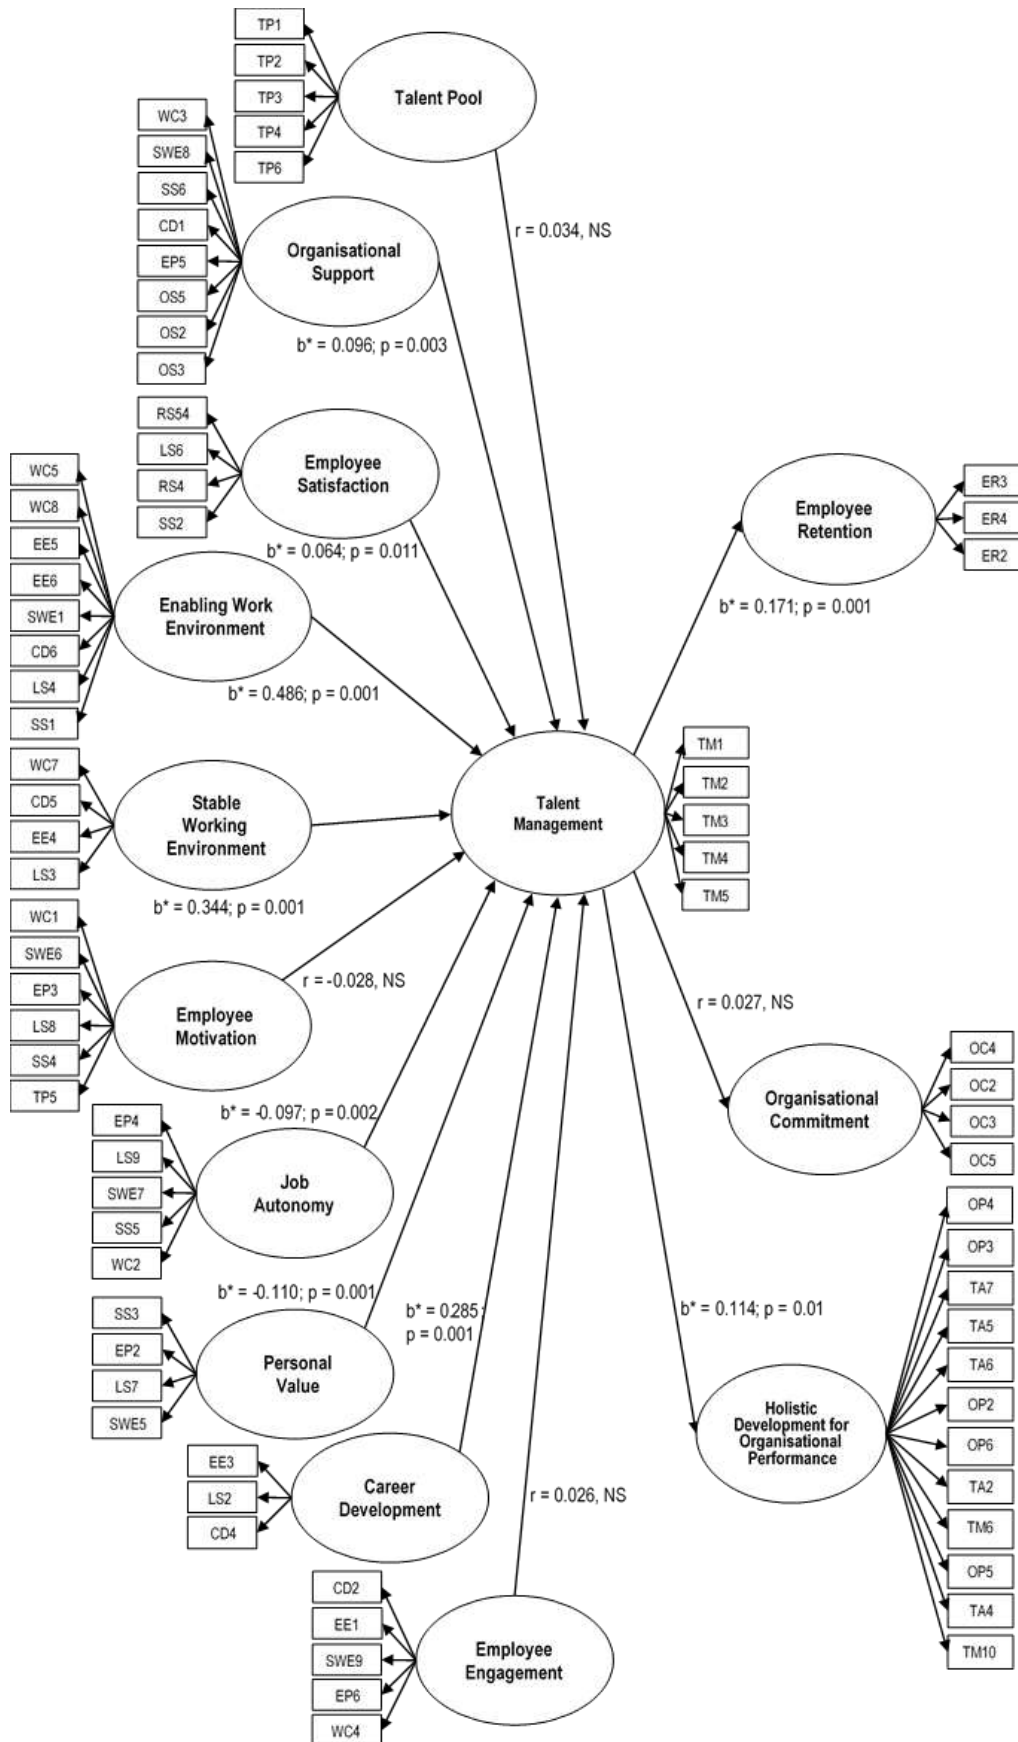 TP1
TP2
TP3
TP4
TP6
Talent Pool
r = 0.034, NS
WC3
SWE8
SS6
CD1
EP5
OS5
OS2
OS3
Organisational
Support
b* = 0.096; p = 0.003
RS54
LS6
RS4
SS2
Employee
Satisfaction
b* = 0.064; p = 0.011
WC5
WC8
EE5
EE6
SWE1
CD6
LS4
SS1
Enabling Work
Environment
b* = 0.486; p = 0.001
WC7
CD5
EE4
LS3
Stable
Working
Environment
b* = 0.344; p = 0.001
WC1
SWE6
EP3
LS8
SS4
TP5
Employee
Motivation
r = -0.028, NS
EP4
LS9
SWE7
SS5
WC2
Job
Autonomy
b* = -0.097; p = 0.002
SS3
EP2
LS7
SWE5
Personal
Value
b* = -0.110; p = 0.001
EE3
LS2
CD4
Career
Development
b* = 0.285;
p = 0.001
CD2
EE1
SWE9
EP6
WC4
Employee
Engagement
r = 0.026, NS
Talent
Management
TM1
TM2
TM3
TM4
TM5
Employee
Retention
ER3
ER4
ER2
b* = 0.171; p = 0.001
r = 0.027, NS
Organisational
Commitment
OC4
OC2
OC3
OC5
b* = 0.114; p = 0.01
Holistic
Development for
Organisational
Performance
OP4
OP3
TA7
TA5
TA6
OP2
OP6
TA2
TM6
OP5
TA4
TM10